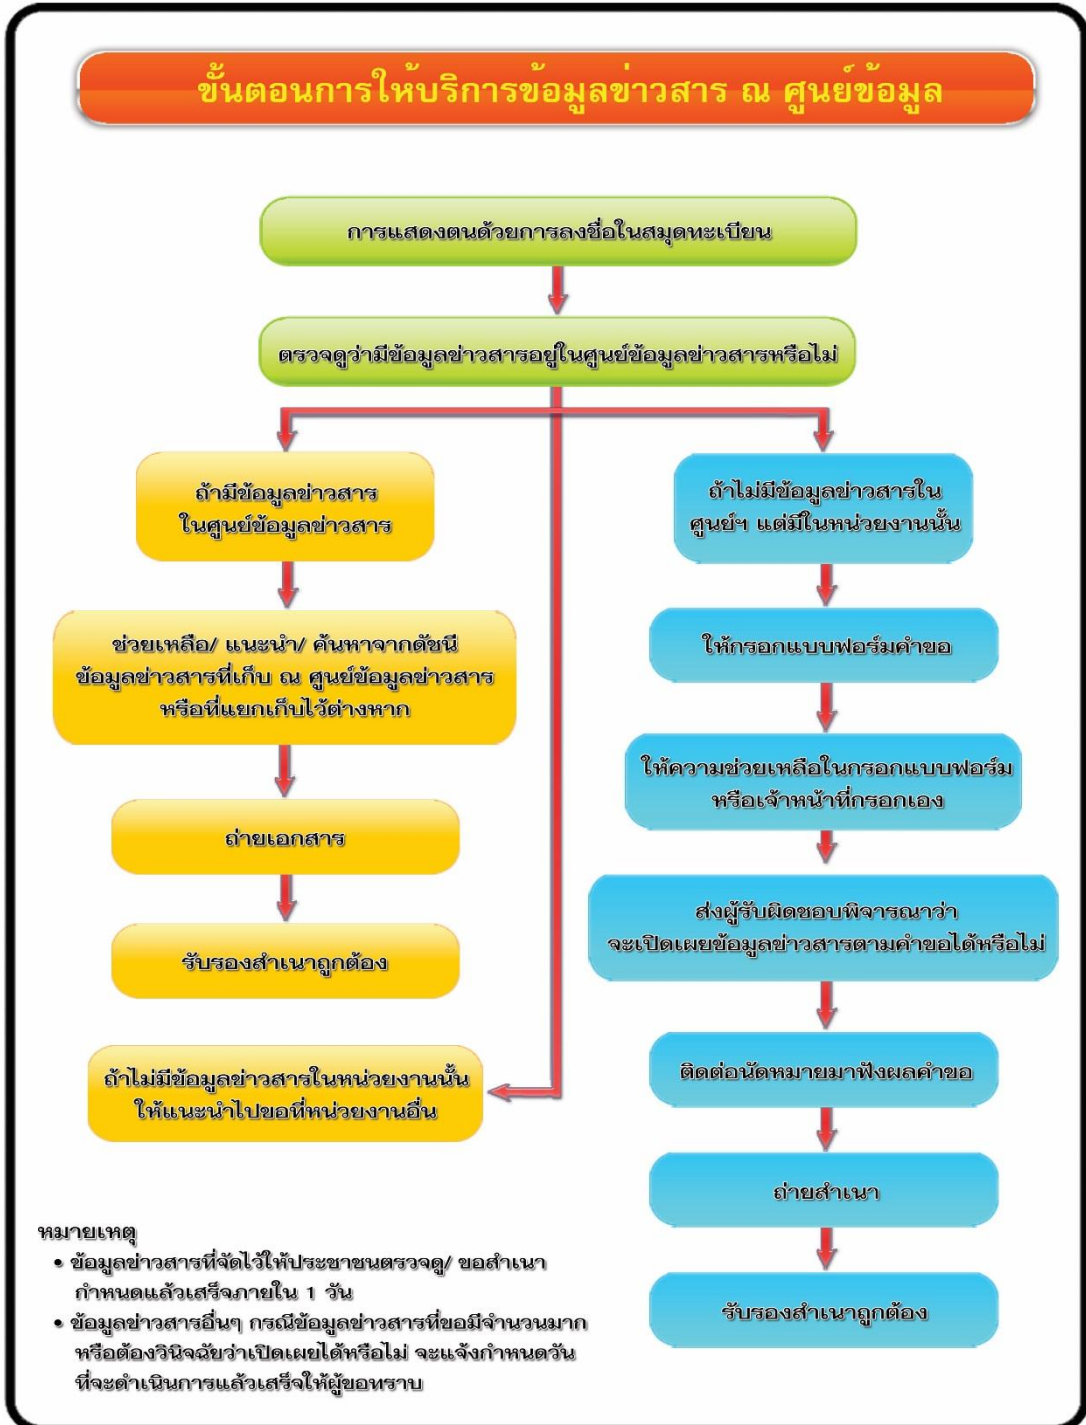 ขั้นตอนการให้บริการข้อมูลข่าวสาร ณ ศูนย์ข้อมูล
การแสดงตนด้วยการลงชื่อในสมุดทะเบียน
ตรวจดูว่ามีข้อมูลข่าวสารอยู่ในศูนย์ข้อมูลข่าวสารหรือไม่
ถ้ามีข้อมูลข่าวสาร
ในศูนย์ข้อมูลข่าวสาร
ช่วยเหลือ/ แนะนำ/ ค้นหาจากดัชนี
ข้อมูลข่าวสารที่เก็บ ณ ศูนย์ข้อมูลข่าวสาร
หรือที่แยกเก็บไว้ต่างหาก
ถ่ายเอกสาร
รับรองสำเนาถูกต้อง
ถ้าไม่มีข้อมูลข่าวสารในหน่วยงานนั้น
ให้แนะนำไปขอที่หน่วยงานอื่น
ถ้าไม่มีข้อมูลข่าวสารใน
ศูนย์ฯ แต่มีในหน่วยงานนั้น
ให้กรอกแบบฟอร์มคำขอ
ให้ความช่วยเหลือในกรอกแบบฟอร์ม
หรือเจ้าหน้าที่กรอกเอง
ส่งผู้รับผิดชอบพิจารณาว่า
จะเปิดเผยข้อมูลข่าวสารตามคำขอได้หรือไม่
ติดต่อนัดหมายมาฟังผลคำขอ
ถ่ายสำเนา
รับรองสำเนาถูกต้อง
หมายเหตุ
• ข้อมูลข่าวสารที่จัดไว้ให้ประชาชนตรวจดู/ ขอสำเนา
กำหนดแล้วเสร็จภายใน 1 วัน
• ข้อมูลข่าวสารอื่นๆ กรณีข้อมูลข่าวสารที่ขอมีจำนวนมาก
หรือต้องวินิจฉัยว่าเปิดเผยได้หรือไม่ จะแจ้งกำหนดวัน
ที่จะดำเนินการแล้วเสร็จให้ผู้ขอทราบ